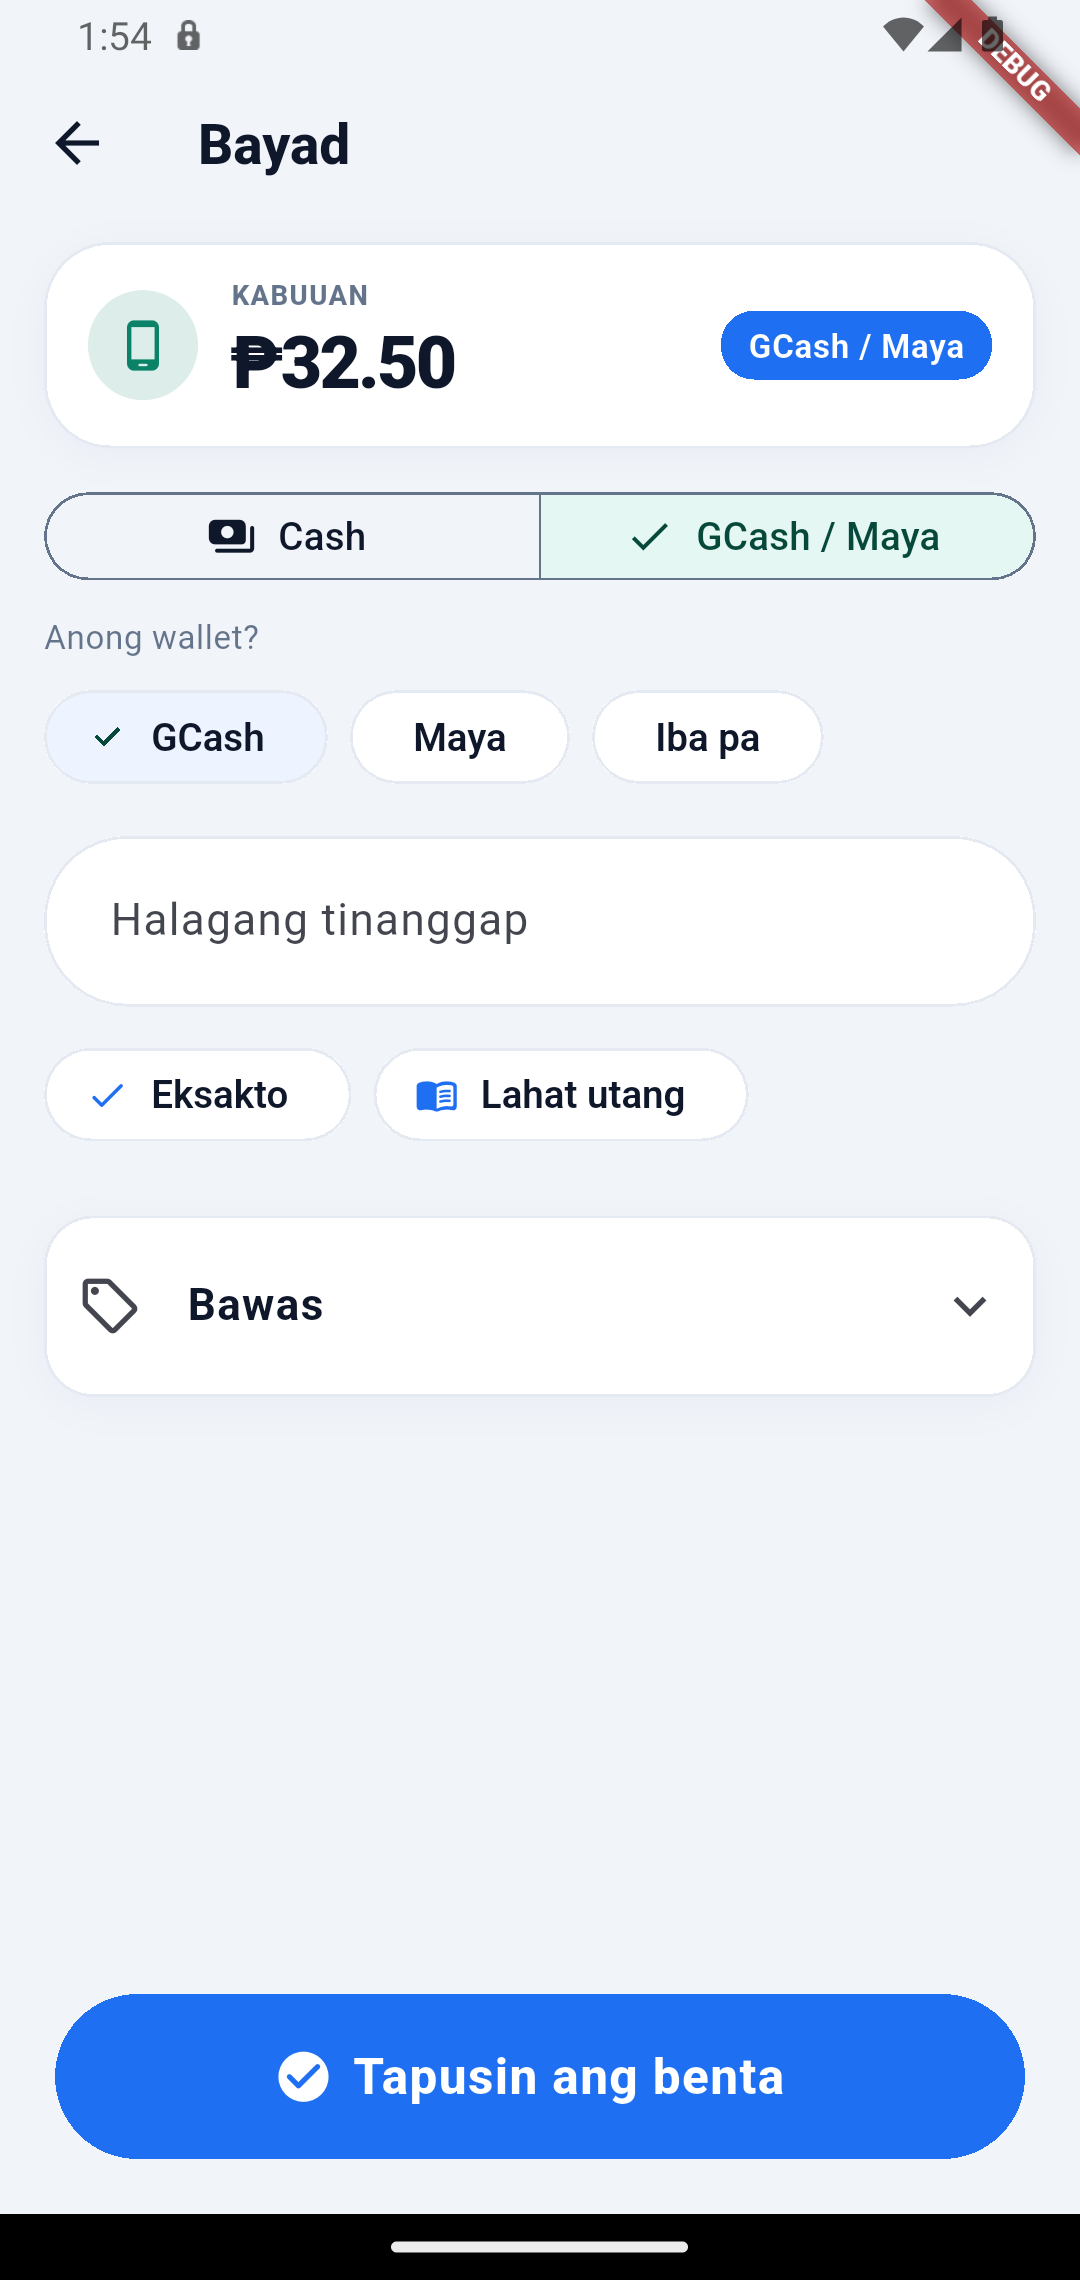 1:54
DEBUG
Bayad
KABUUAN
₱32.50
GCash / Maya
Cash
GCash / Maya
Anong wallet?
GCash
Maya
Iba pa
Halagang tinanggap
Eksakto
Lahat utang
Bawas
Tapusin ang benta